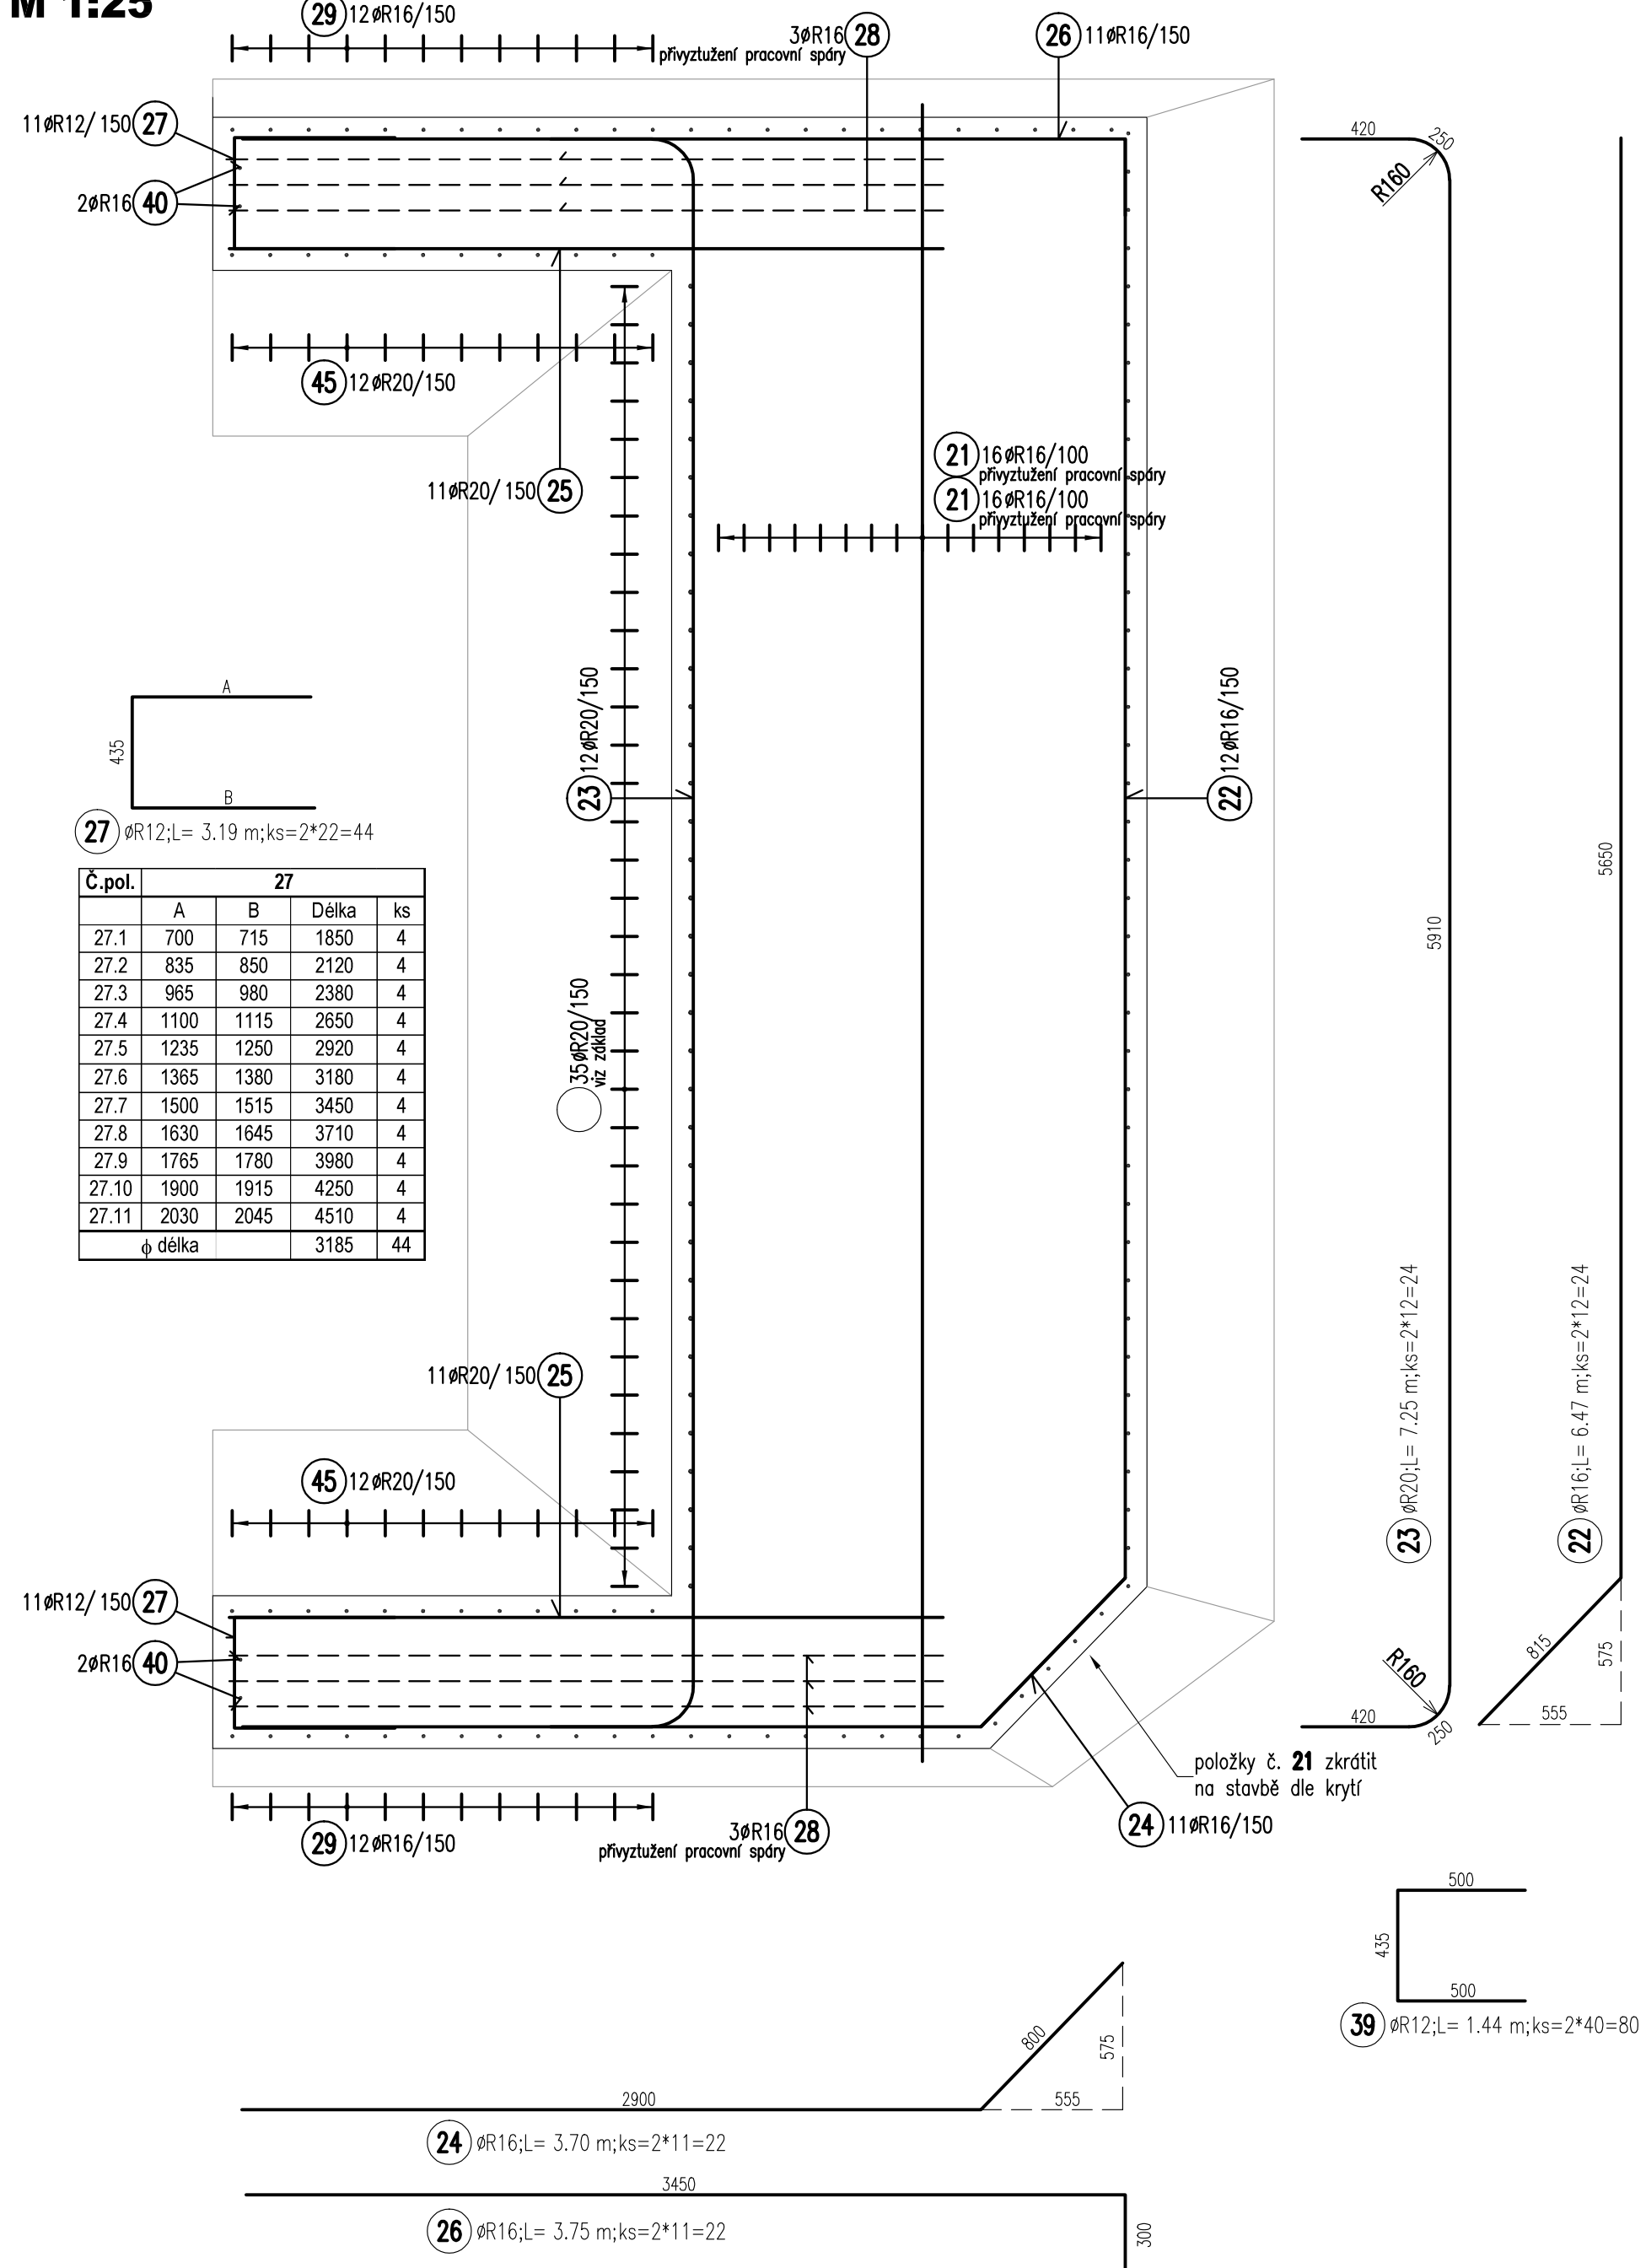 M 1:25
29 12øR16/150
3øR16 28
přivyztužení pracovní spáry
26 11øR16/150
11øR12/150 27
2øR16 40
420
250
R160
45 12øR20/150
11øR20/150 25
21 16øR16/100
přivyztužení pracovní spáry
21 16øR16/100
přivyztužení pracovní spáry
23 12øR20/150
22 12øR16/150
A
435
B
27 øR12;L= 3.19 m;ks=2*22=44
Č.pol. 27
A B Délka ks
27.1 700 715 1850 4
27.2 835 850 2120 4
27.3 965 980 2380 4
27.4 1100 1115 2650 4
27.5 1235 1250 2920 4
27.6 1365 1380 3180 4
27.7 1500 1515 3450 4
27.8 1630 1645 3710 4
27.9 1765 1780 3980 4
27.10 1900 1915 4250 4
27.11 2030 2045 4510 4
ϕ délka 3185 44
35øR20/150
viz základ
5650
5910
23 øR20;L= 7.25 m;ks=2*12=24
22 øR16;L= 6.47 m;ks=2*12=24
11øR20/150 25
45 12øR20/150
11øR12/150 27
2øR16 40
R160
420
250
815
575
555
položky č. 21 zkrátit
na stavbě dle krytí
24 11øR16/150
29 12øR16/150
3øR16 28
přivyztužení pracovní spáry
500
435
500
39 øR12;L= 1.44 m;ks=2*40=80
800
575
2900
555
24 øR16;L= 3.70 m;ks=2*11=22
3450
26 øR16;L= 3.75 m;ks=2*11=22
300